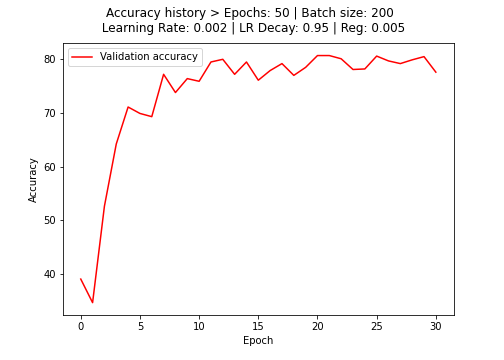 Accuracy history > Epochs: 50 | Batch size: 200
Learning Rate: 0.002 | LR Decay: 0.95 | Reg: 0.005
Validation accuracy
80
70
60
50
40
Accuracy
0 5 10 15 20 25 30
Epoch